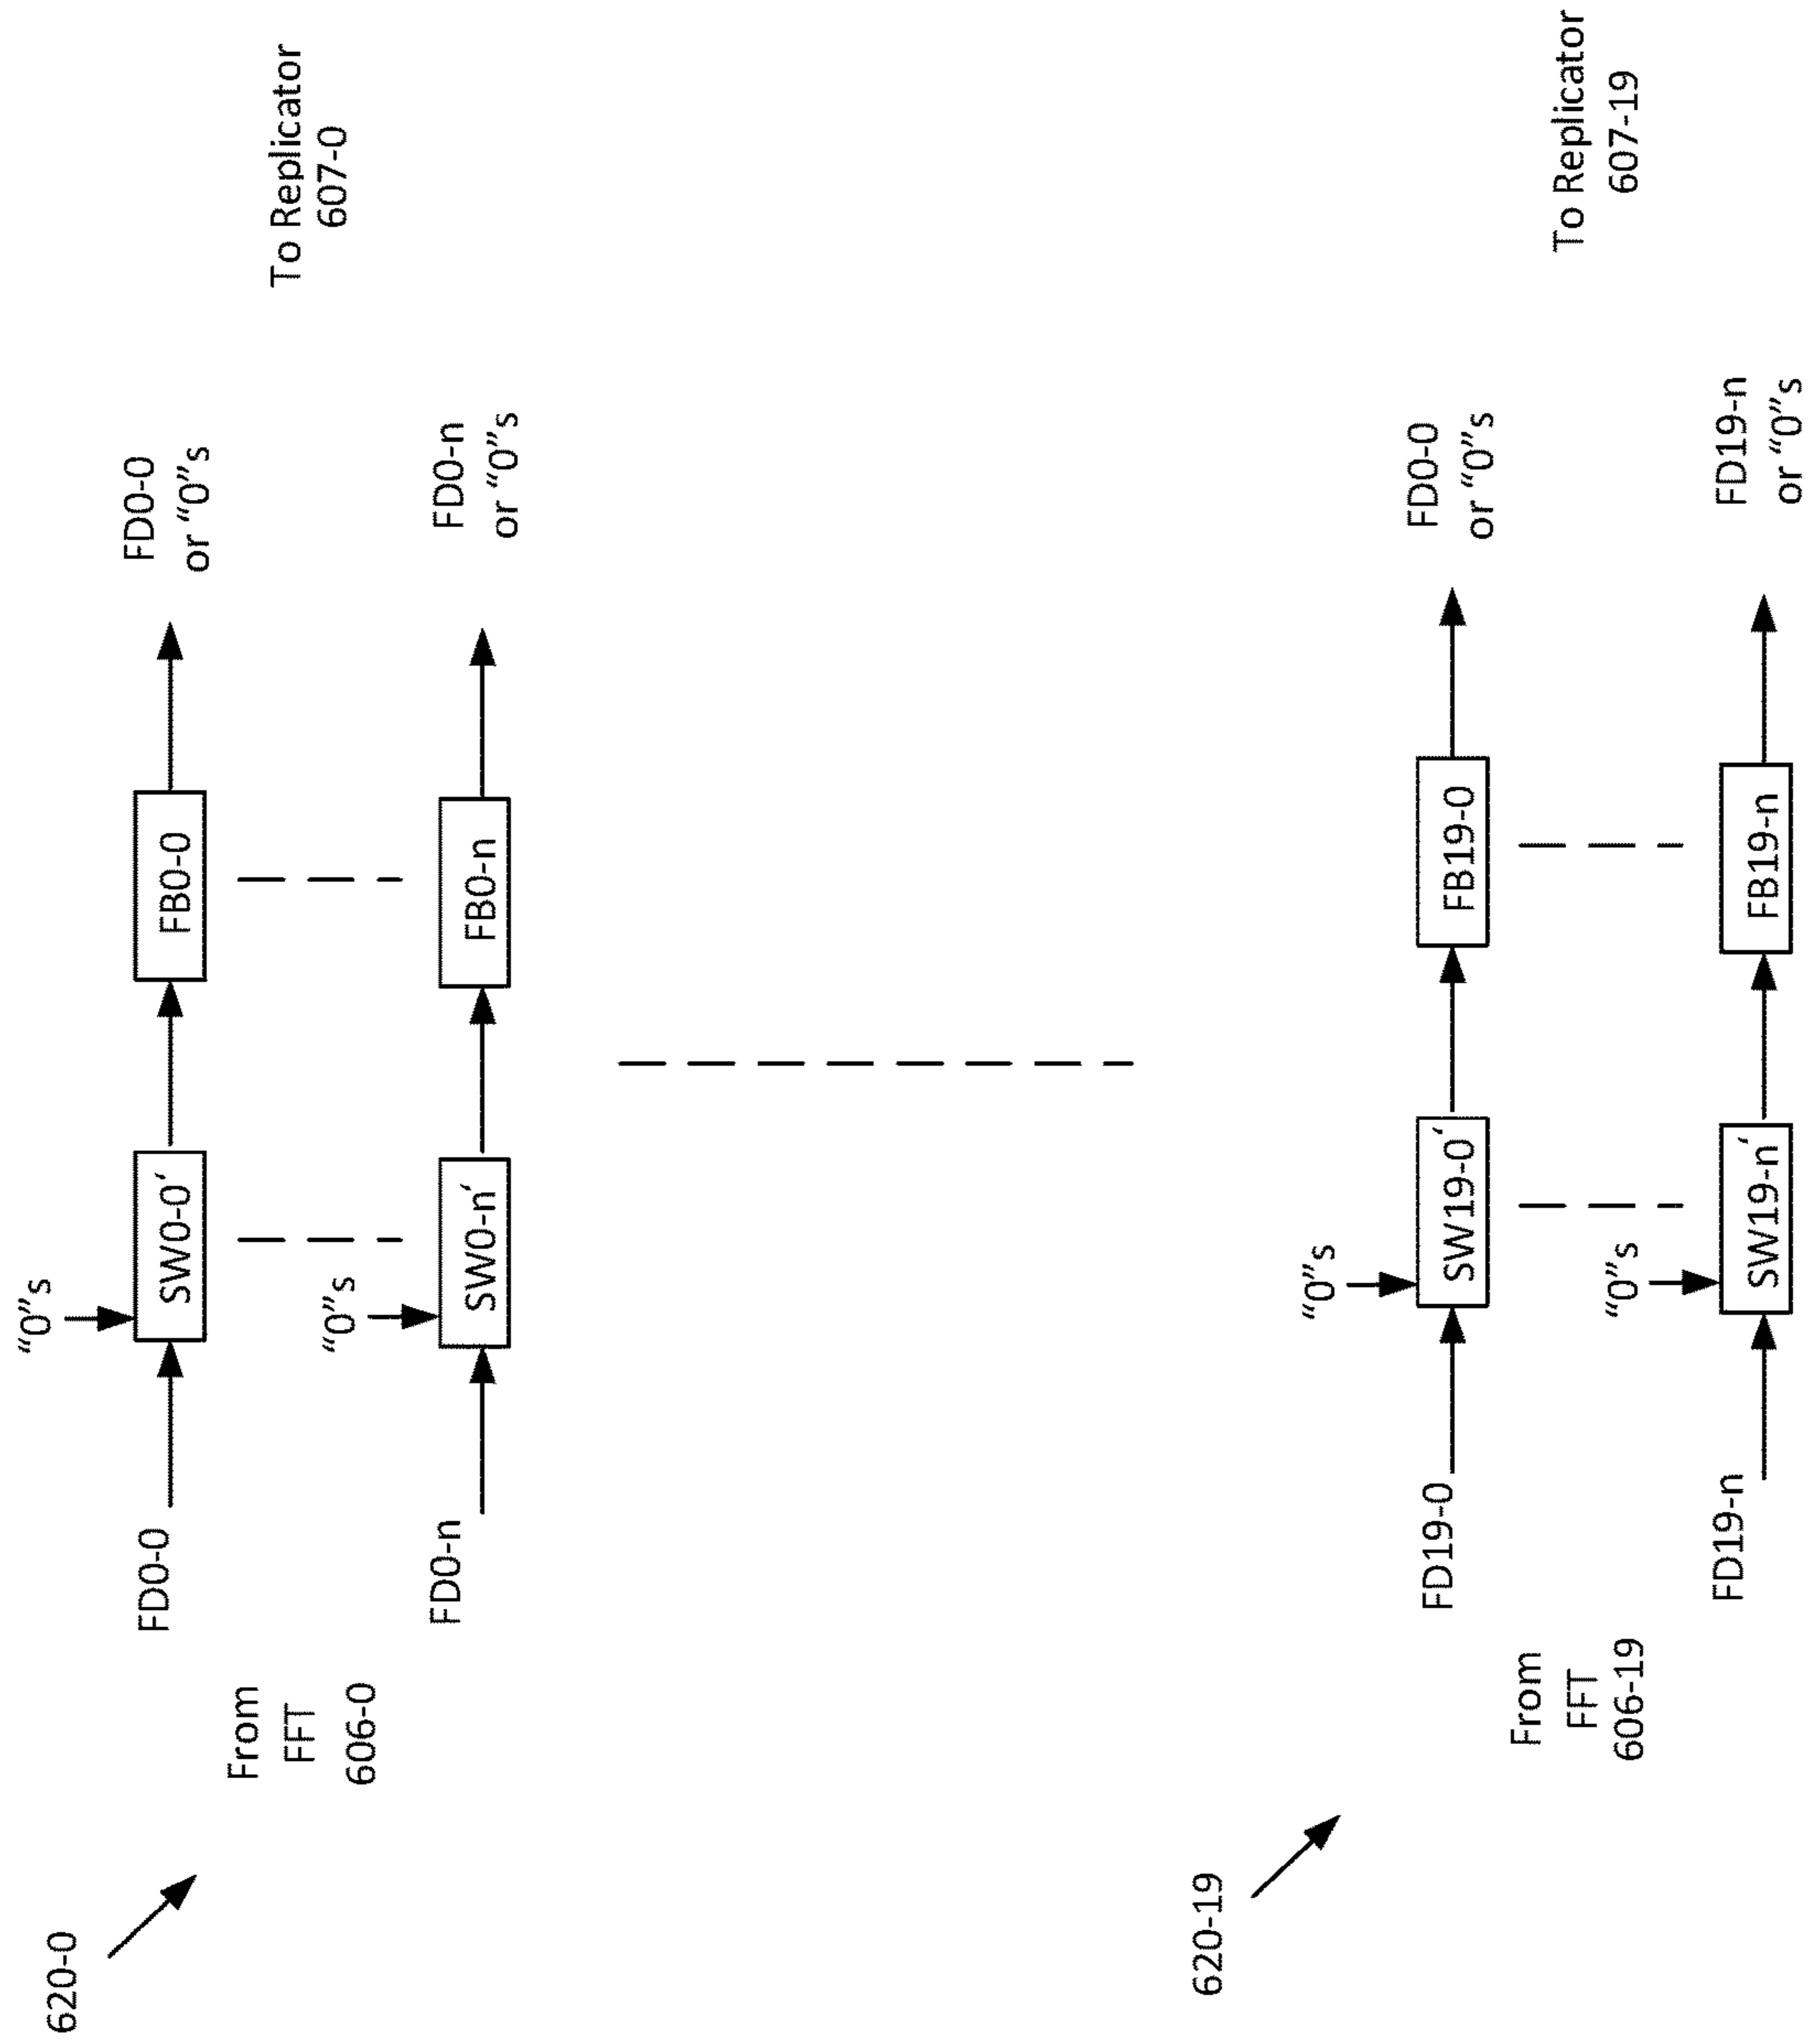 620-0
From
FFT
606-0
FD0-0
“0”s
SW0-0‘
FB0-0
FD0-0
or “0”s
FD0-n
“0”s
SW0-n‘
FB0-n
FD0-n
or “0”s
To Replicator
607-0
620-19
From
FFT
606-19
FD19-0
“0”s
SW19-0‘
FB19-0
FD0-0
or “0”s
FD19-n
“0”s
SW19-n‘
FB19-n
FD19-n
or “0”s
To Replicator
607-19